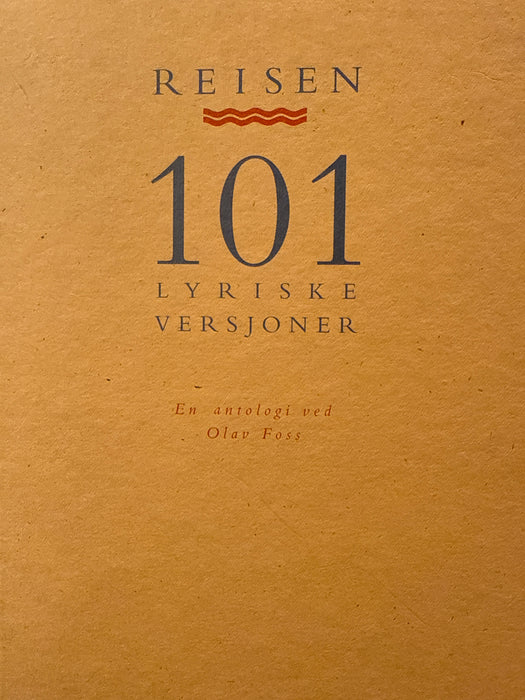 REISEN
101
LYRISKE
VERSJONER
En antologi ved
Olav Foss